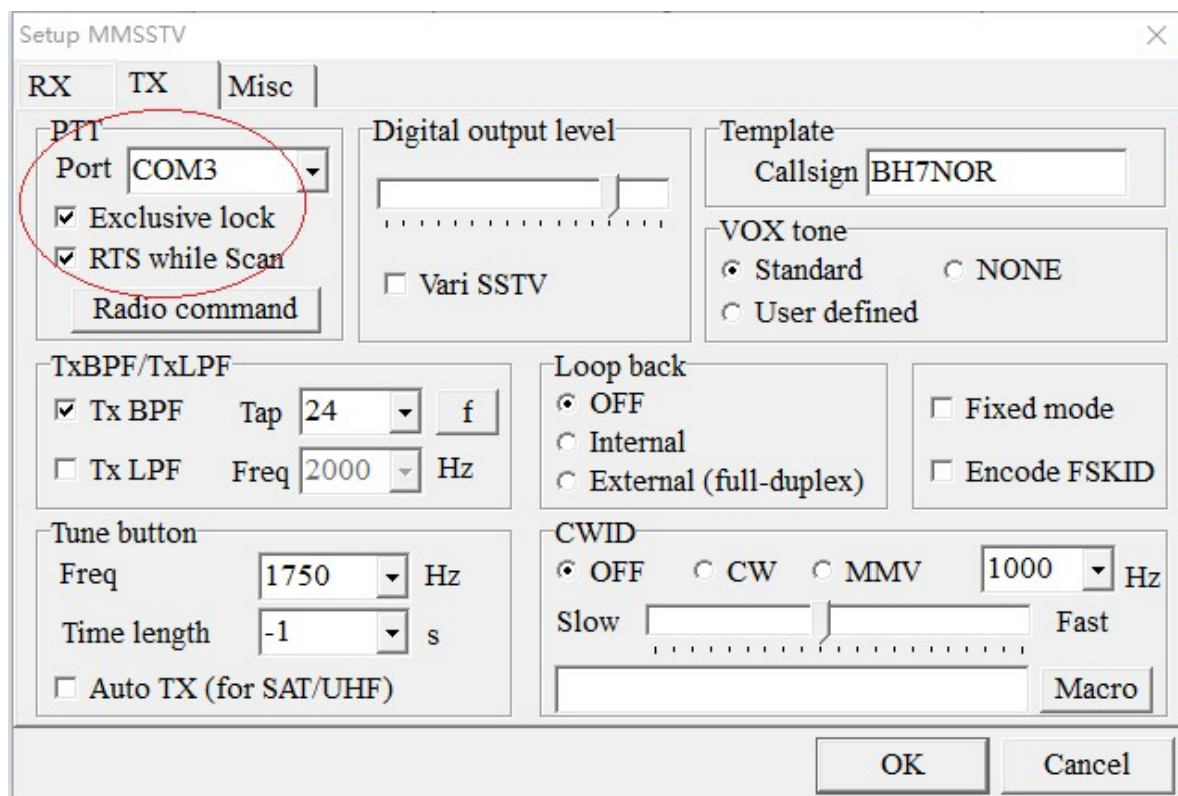 Setup MMSSTV
RX TX Misc
PTT
Port COM3
Exclusive lock
RTS while Scan
Radio command
Digital output level
Vari SSTV
Template
Callsign BH7NOR
VOX tone
Standard NONE
User defined
TxBPF/TxLPF
Tx BPF Tap 24 f
Tx LPF Freq 2000 Hz
Loop back
OFF
Internal
External (full-duplex)
Fixed mode
Encode FSKID
Tune button
Freq 1750 Hz
Time length -1 s
Auto TX (for SAT/UHF)
CWID
OFF CW MMV 1000 Hz
Slow Fast
Macro
OK Cancel